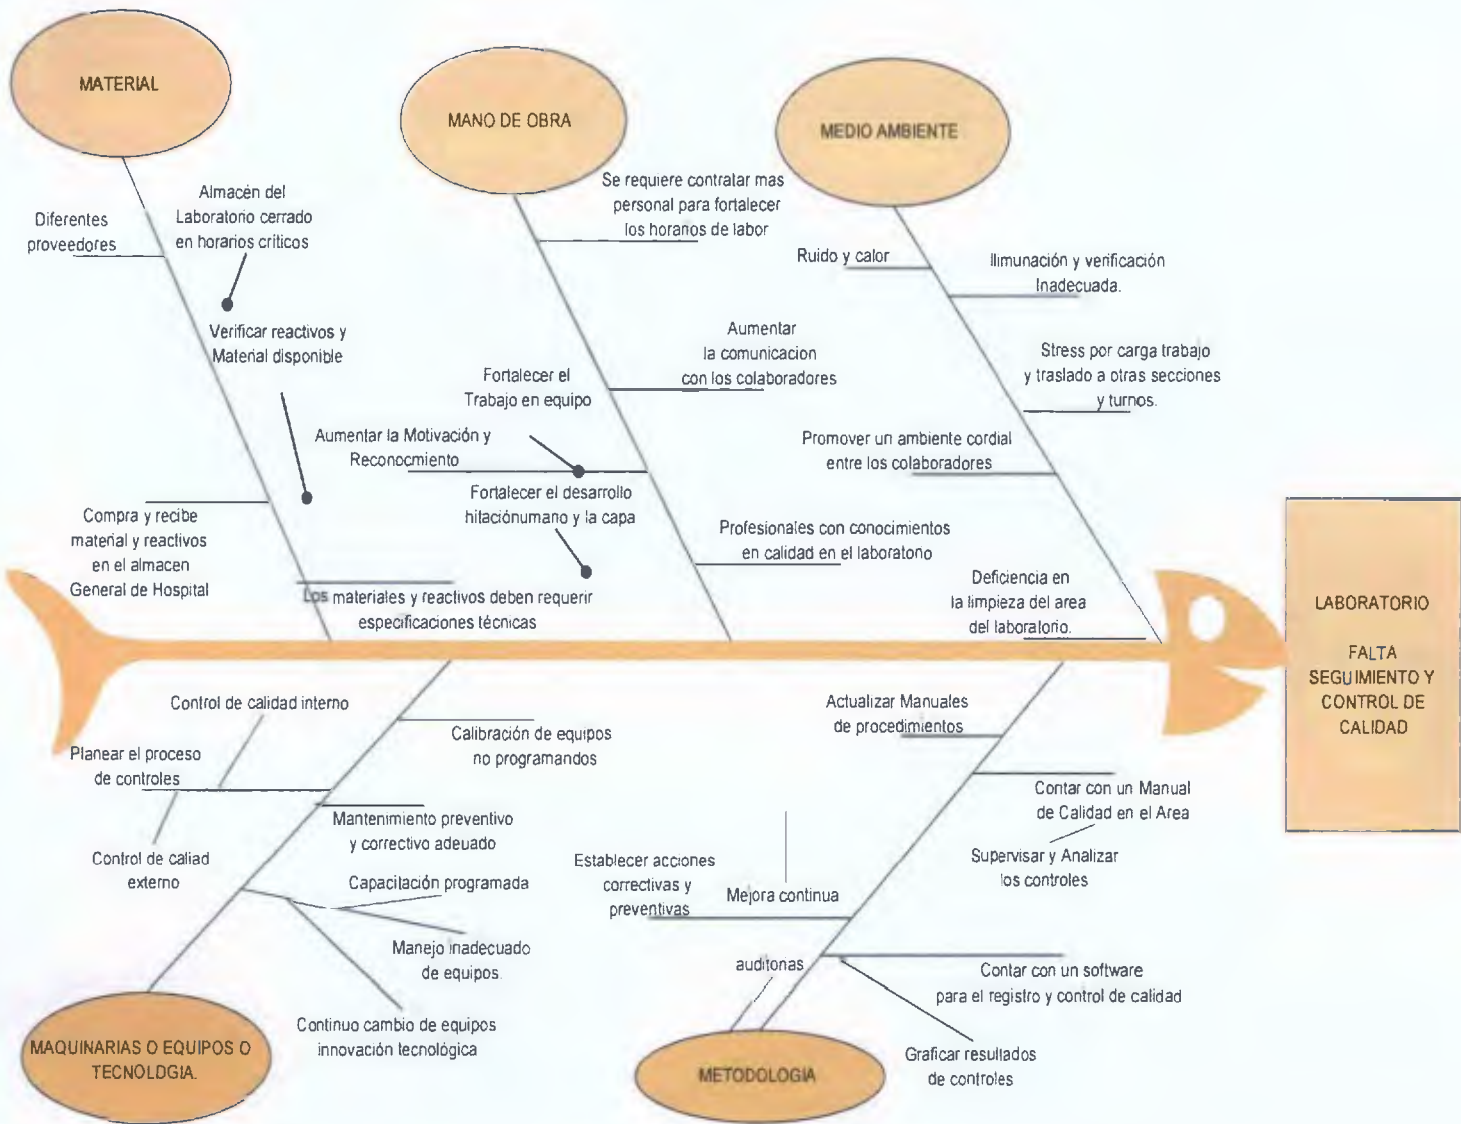 MATERIAL
MANO DE OBRA
MEDIO AMBIENTE
Diferentes
proveedores
Almacén del
Laboratorio cerrado
en horarios críticos
Verificar reactivos y
Material disponible
Compra y recibe
material y reactivos
en el almacen
General de Hospital
Los materiales y reactivos deben requerir
especificaciones técnicas
Se requiere contratar mas
personal para fortalecer
los horarios de labor
Aumentar
la comunicacion
con los colaboradores
Fortalecer el
Trabajo en equipo
Aumentar la Motivación y
Reconocmiento
Fortalecer el desarrollo
hitaciónumano y la capa
Profesionales con conocimientos
en calidad en el laboratono
Ruido y calor
Ilimunación y verificación
Inadecuada.
Stress por carga trabajo
y traslado a otras secciones
y turnos.
Promover un ambiente cordial
entre los colaboradores
Deficiencia en
la limpieza del area
del laboratorio.
LABORATORIO
FALTA
SEGUIMIENTO Y
CONTROL DE
CALIDAD
Control de calidad interno
Planear el proceso
de controles
Control de caliad
externo
Calibración de equipos
no programandos
Mantenimiento preventivo
y correctivo adeuado
Capacitación programada
Manejo inadecuado
de equipos.
Continuo cambio de equipos
innovación tecnológica
MAQUINARIAS O EQUIPOS O
TECNOLDGIA.
Actualizar Manuales
de procedimientos
Contar con un Manual
de Calidad en el Area
Supervisar y Analizar
los controles
Establecer acciones
correctivas y
preventivas
Mejora continua
auditonas
Contar con un software
para el registro y control de calidad
Graficar resultados
de controles
METODOLOGIA